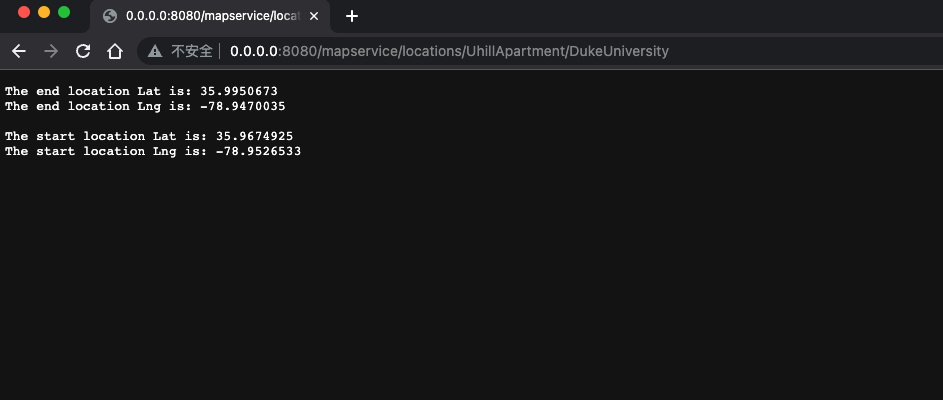 0.0.0.0:8080/mapservice/locat
不安全 0.0.0.0:8080/mapservice/locations/UhillApartment/DukeUniversity
The end location Lat is: 35.9950673
The end location Lng is: -78.9470035
The start location Lat is: 35.9674925
The start location Lng is: -78.9526533